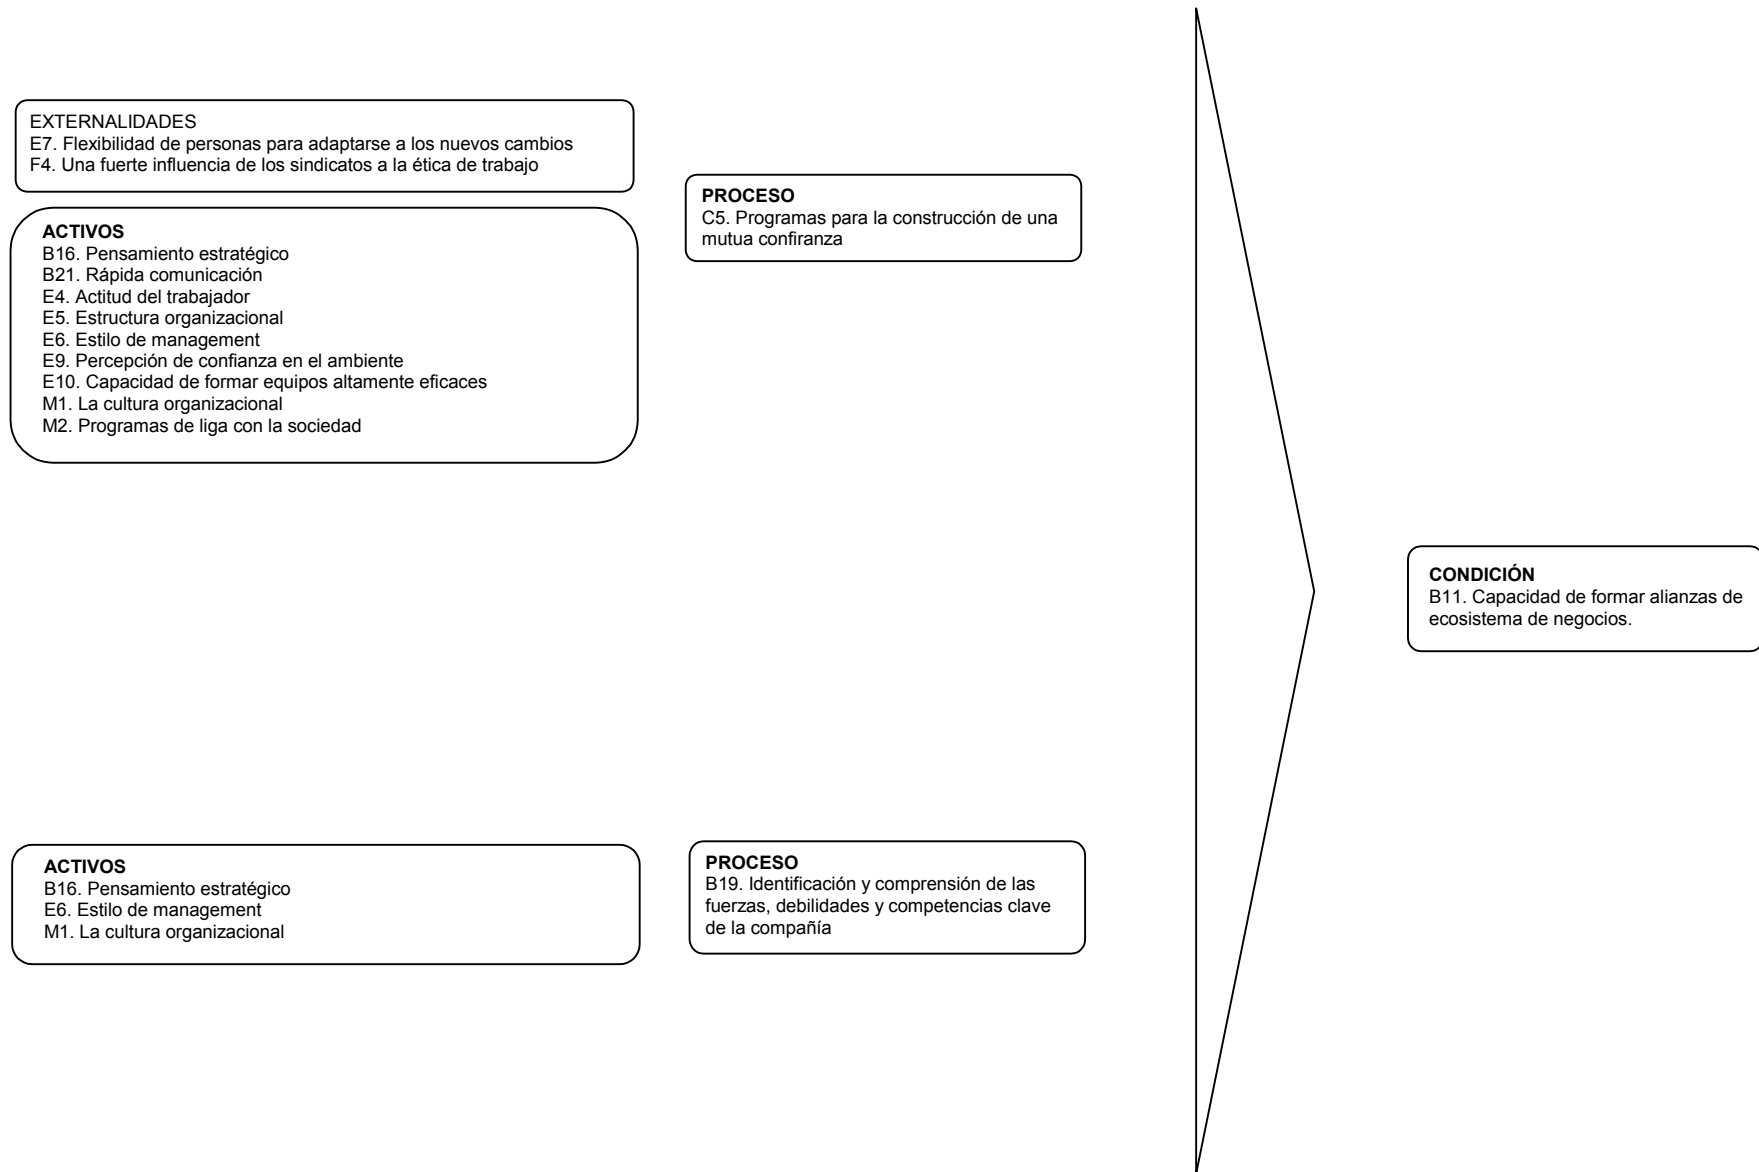 EXTERNALIDADES
E7. Flexibilidad de personas para adaptarse a los nuevos cambios
F4. Una fuerte influencia de los sindicatos a la ética de trabajo
ACTIVOS
B16. Pensamiento estratégico
B21. Rápida comunicación
E4. Actitud del trabajador
E5. Estructura organizacional
E6. Estilo de management
E9. Percepción de confianza en el ambiente
E10. Capacidad de formar equipos altamente eficaces
M1. La cultura organizacional
M2. Programas de liga con la sociedad
PROCESO
C5. Programas para la construcción de una
mutua confiranza
CONDICIÓN
B11. Capacidad de formar alianzas de
ecosistema de negocios.
ACTIVOS
B16. Pensamiento estratégico
E6. Estilo de management
M1. La cultura organizacional
PROCESO
B19. Identificación y comprensión de las
fuerzas, debilidades y competencias clave
de la compañía